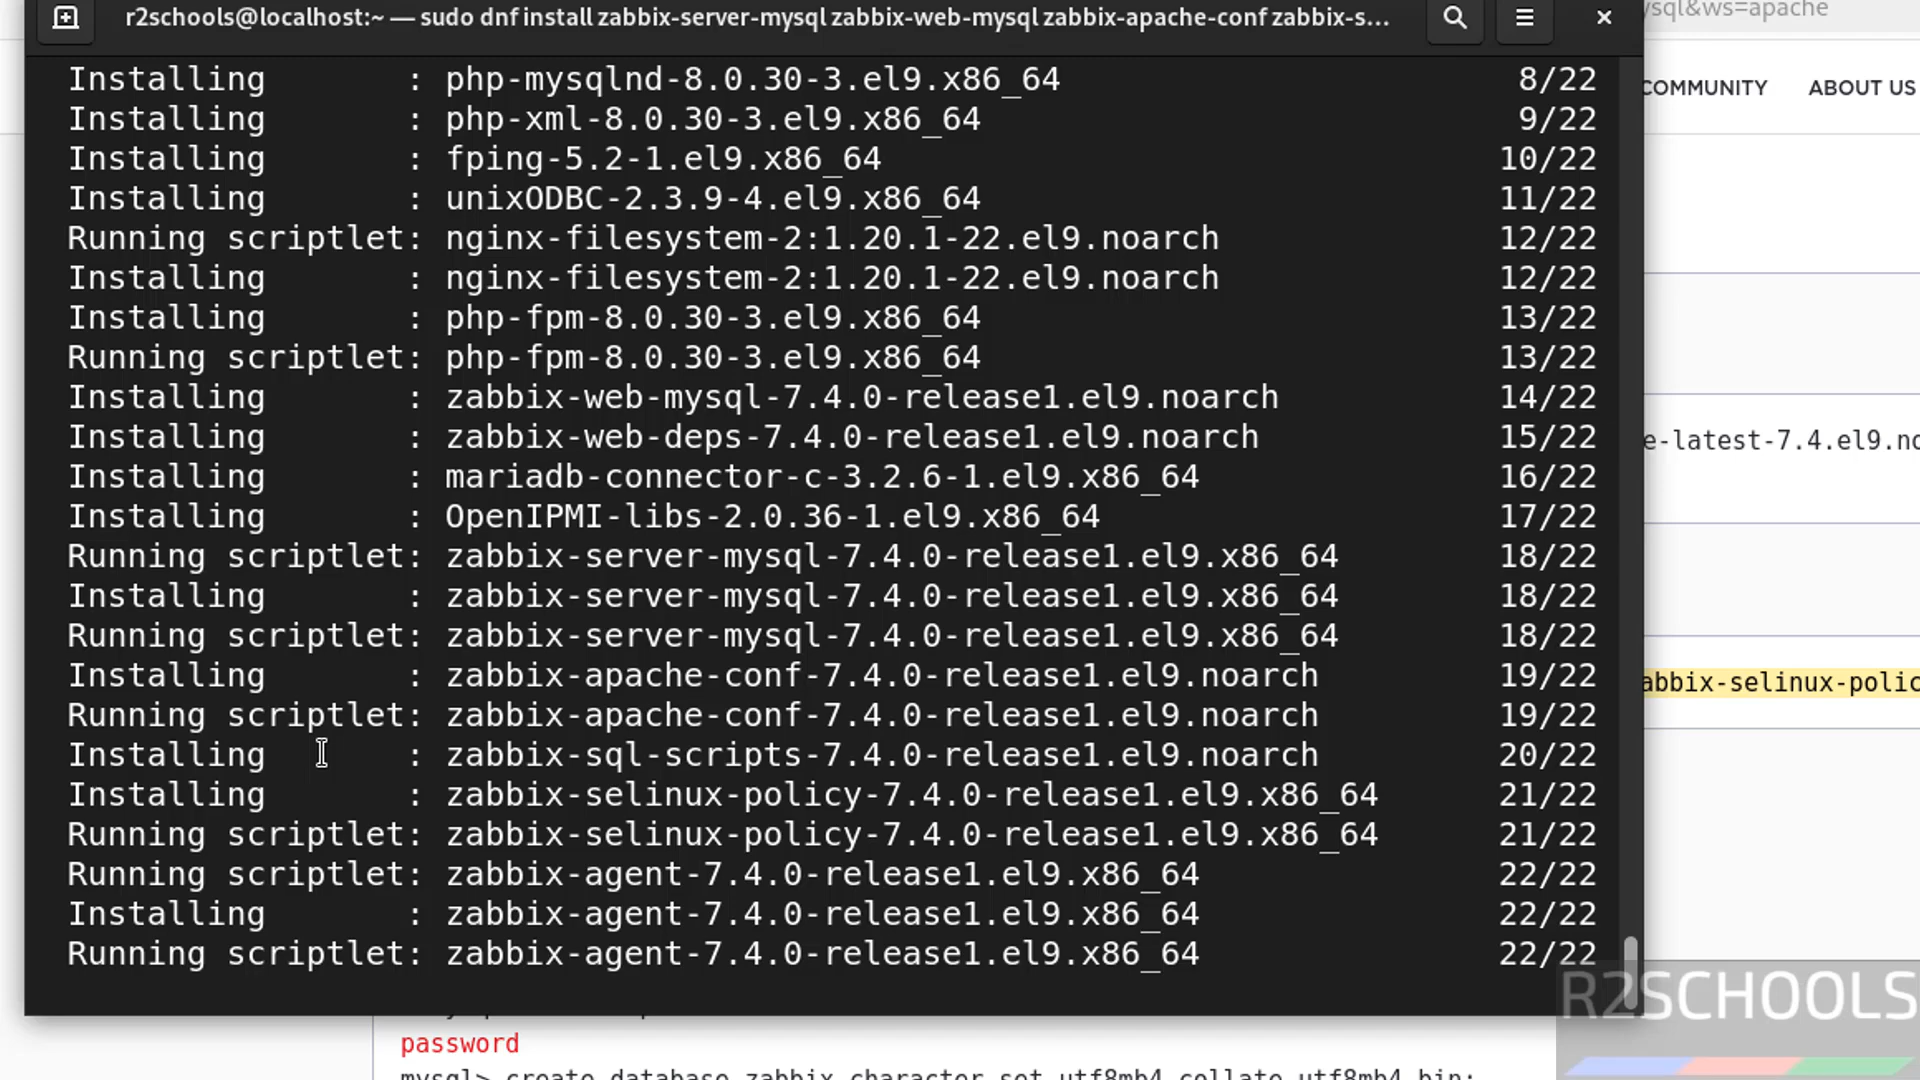 r2schools@localhost:~ — sudo dnf install zabbix-server-mysql zabbix-web-mysql zabbix-apache-conf zabbix-s...
ysql&ws=apache
COMMUNITY ABOUT US
Installing : php-mysqlnd-8.0.30-3.el9.x86_64 8/22
Installing : php-xml-8.0.30-3.el9.x86_64 9/22
Installing : fping-5.2-1.el9.x86_64 10/22
Installing : unixODBC-2.3.9-4.el9.x86_64 11/22
Running scriptlet: nginx-filesystem-2:1.20.1-22.el9.noarch 12/22
Installing : nginx-filesystem-2:1.20.1-22.el9.noarch 12/22
Installing : php-fpm-8.0.30-3.el9.x86_64 13/22
Running scriptlet: php-fpm-8.0.30-3.el9.x86_64 13/22
Installing : zabbix-web-mysql-7.4.0-release1.el9.noarch 14/22
Installing : zabbix-web-deps-7.4.0-release1.el9.noarch 15/22
e-latest-7.4.el9.no
Installing : mariadb-connector-c-3.2.6-1.el9.x86_64 16/22
Installing : OpenIPMI-libs-2.0.36-1.el9.x86_64 17/22
Running scriptlet: zabbix-server-mysql-7.4.0-release1.el9.x86_64 18/22
Installing : zabbix-server-mysql-7.4.0-release1.el9.x86_64 18/22
Running scriptlet: zabbix-server-mysql-7.4.0-release1.el9.x86_64 18/22
Installing : zabbix-apache-conf-7.4.0-release1.el9.noarch 19/22
abbix-selinux-polic
Running scriptlet: zabbix-apache-conf-7.4.0-release1.el9.noarch 19/22
Installing : zabbix-sql-scripts-7.4.0-release1.el9.noarch 20/22
Installing : zabbix-selinux-policy-7.4.0-release1.el9.x86_64 21/22
Running scriptlet: zabbix-selinux-policy-7.4.0-release1.el9.x86_64 21/22
Running scriptlet: zabbix-agent-7.4.0-release1.el9.x86_64 22/22
Installing : zabbix-agent-7.4.0-release1.el9.x86_64 22/22
Running scriptlet: zabbix-agent-7.4.0-release1.el9.x86_64 22/22
R2SCHOOLS
password
mysql> create database zabbix character set utf8mb4 collate utf8mb4_bin;